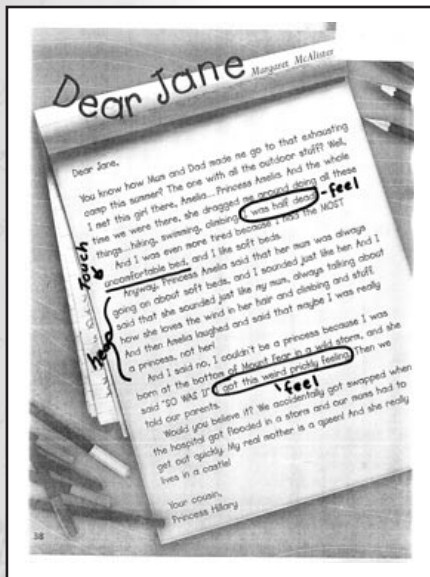 Dear Jane
Margaret McAlister
Dear Jane,
You know how Mum and Dad made me go to that exhausting
camp this summer? The one with all the outdoor stuff? Well,
I met this girl there, Amelia...Princess Amelia. And the whole
time we were there, she dragged me around doing all these
things...hiking, swimming, climbing. I was half dead! -feel
And I was even more tired because I had the MOST
Touch
uncomfortable bed, and I like soft beds.
Anyway, Princess Amelia said that her mum was always
going on about soft beds, and I sounded just like her. And I
said that she sounded just like my mum, always talking about
how she loves the wind in her hair and climbing and stuff.
And then Amelia laughed and said that maybe I was really
a princess, not her!
And I said no, I couldn't be a princess because I was
born at the bottom of Mount Fear in a wild storm, and she
said "SO WAS I!" I got this weird prickly feeling. Then we
told our parents.
feel
Would you believe it? We accidentally got swapped when
the hospital got flooded in a storm and our mums had to
get out quickly. My real mother is a queen! And she really
lives in a castle!
Your cousin,
Princess Hillary
38